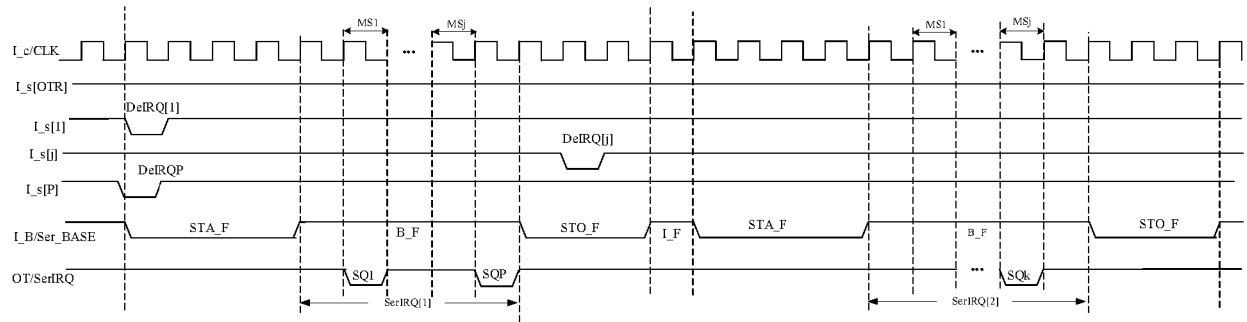 MS1 MSj MS1 MSj
I_c/CLK ... ...
I_s[OTR]
DeIRQ[1]
I_s[1]
DeIRQ[j]
I_s[j]
DeIRQP
I_s[P]
STA_F B_F STO_F I_F STA_F B_F STO_F
I_B/Ser_BASE
OT/SerIRQ SQ1 SQP ... SQk
SerIRQ[1] SerIRQ[2]